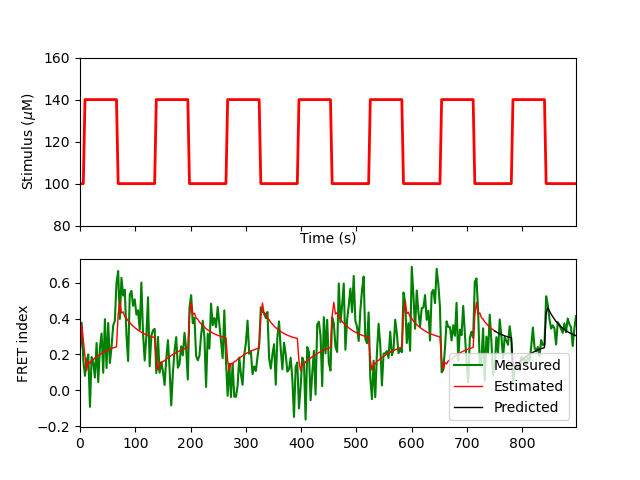 160
140
120
100
80
Stimulus (μM)
Time (s)
0.6
0.4
0.2
0.0
−0.2
FRET index
Measured
Estimated
Predicted
0 100 200 300 400 500 600 700 800